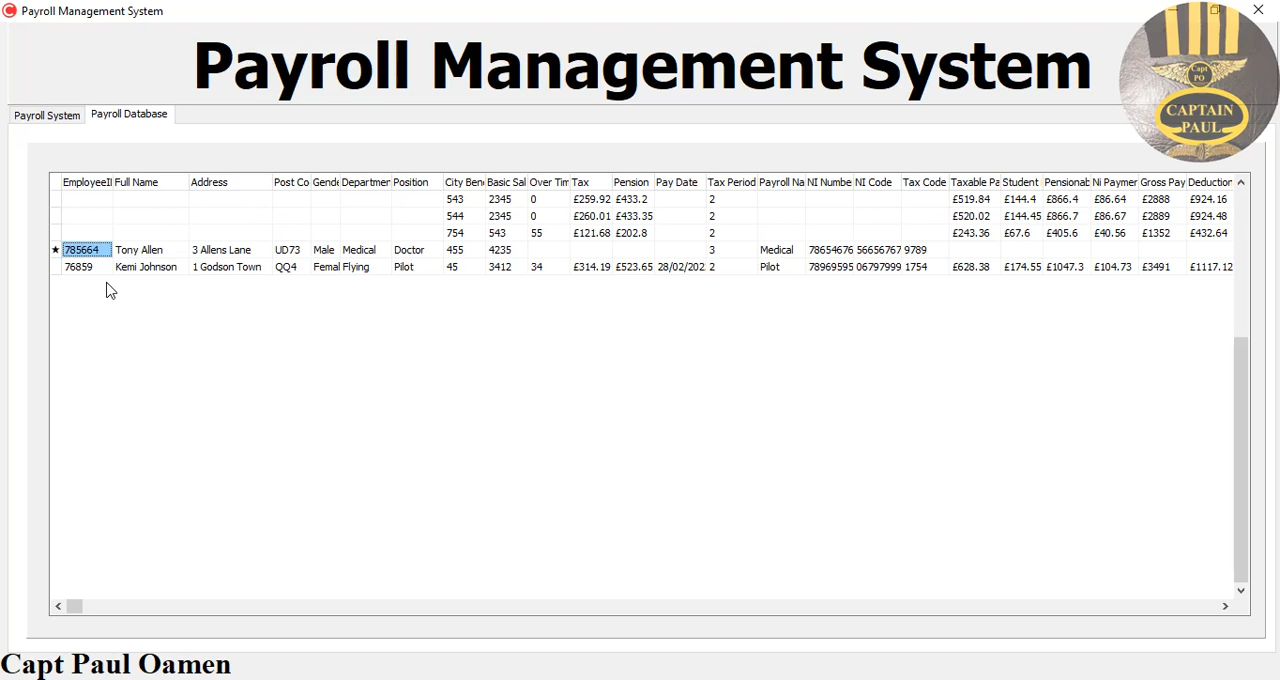 Payroll Management System
Payroll Management System
Capt
PO
CAPTAIN
PAUL
Payroll System Payroll Database
EmployeeI Full Name Address Post Co Gende Departmen Position City Ben Basic Sal Over Tim Tax Pension Pay Date Tax Period Payroll Na NI Numbe NI Code Tax Code Taxable Pa Student Pensionab Ni Paymer Gross Pay Deduction
543 2345 0 £259.92 £433.2 2 £519.84 £144.4 £866.4 £86.64 £2888 £924.16
544 2345 0 £260.01 £433.35 2 £520.02 £144.45 £866.7 £86.67 £2889 £924.48
754 543 55 £121.68 £202.8 2 £243.36 £67.6 £405.6 £40.56 £1352 £432.64
785664 Tony Allen 3 Allens Lane UD73 Male Medical Doctor 455 4235 3 Medical 78654676 56656767 9789
76859 Kemi Johnson 1 Godson Town QQ4 Femal Flying Pilot 45 3412 34 £314.19 £523.65 28/02/202 2 Pilot 78969595 06797999 1754 £628.38 £174.55 £1047.3 £104.73 £3491 £1117.12
Capt Paul Oamen